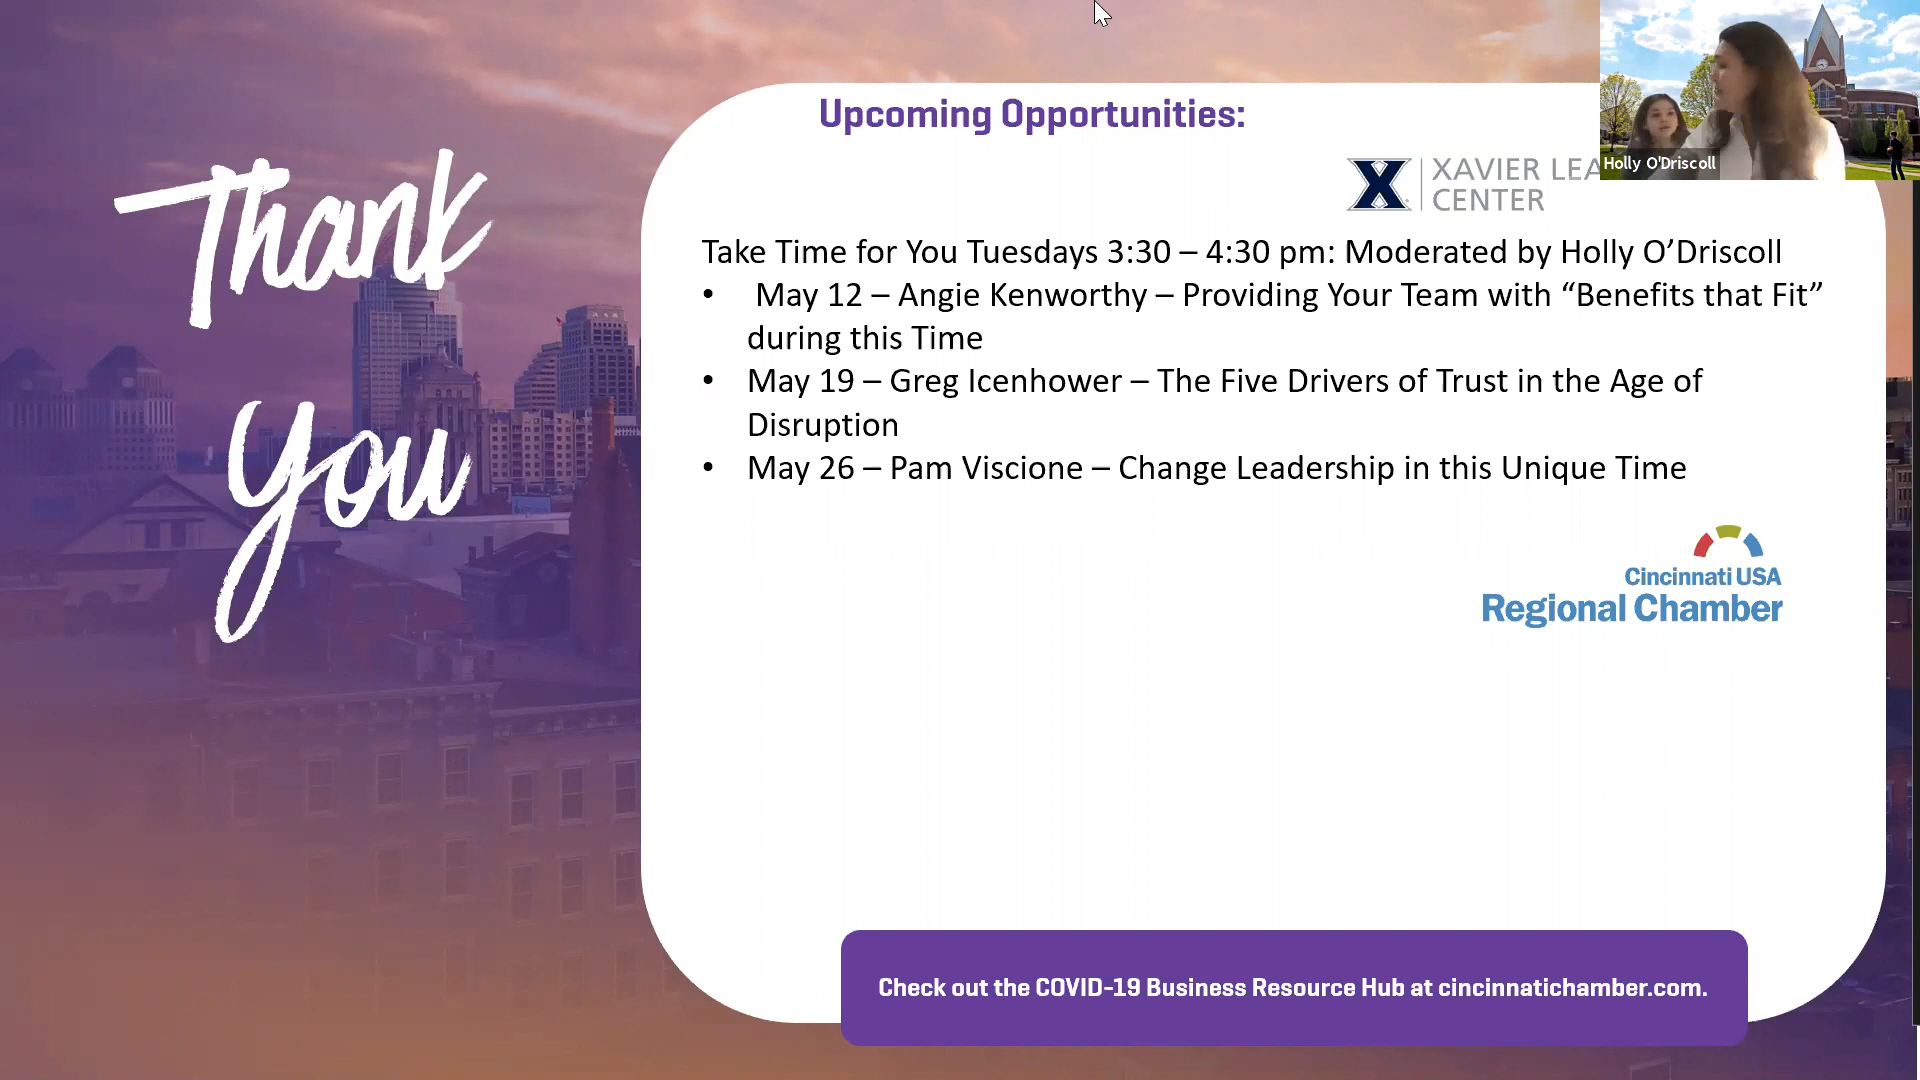 Thank
You
Upcoming Opportunities:
Holly O'Driscoll
XAVIER
CENTER
Take Time for You Tuesdays 3:30 – 4:30 pm: Moderated by Holly O’Driscoll
• May 12 – Angie Kenworthy – Providing Your Team with “Benefits that Fit”
during this Time
• May 19 – Greg Icenhower – The Five Drivers of Trust in the Age of
Disruption
• May 26 – Pam Viscione – Change Leadership in this Unique Time
Cincinnati USA
Regional Chamber
Check out the COVID-19 Business Resource Hub at cincinnatichamber.com.